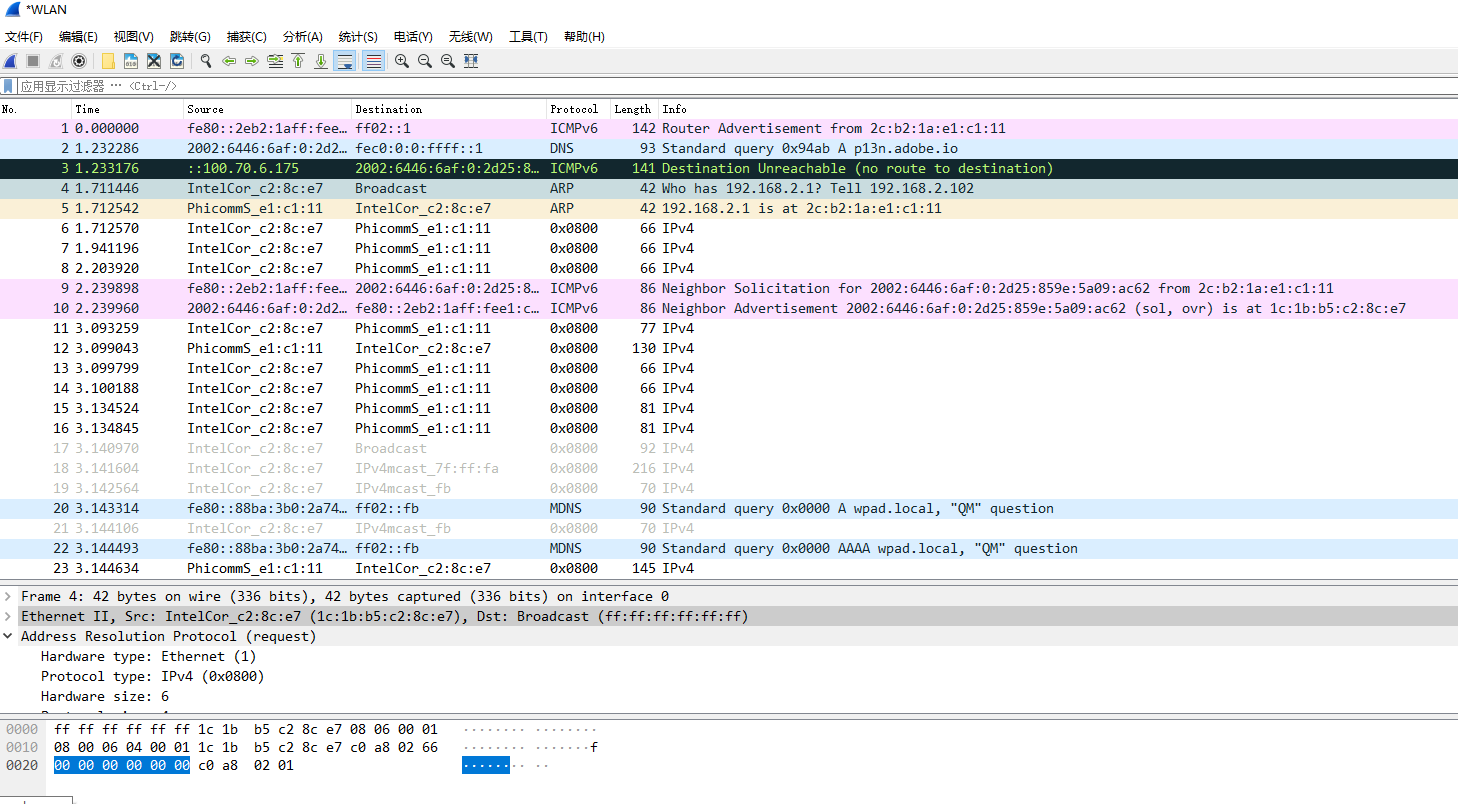 *WLAN
文件(F) 编辑(E) 视图(V) 跳转(G) 捕获(C) 分析(A) 统计(S) 电话(Y) 无线(W) 工具(T) 帮助(H)
应用显示过滤器 … <Ctrl-/>
No. Time Source Destination Protocol Length Info
1 0.000000 fe80::2eb2:1aff:fee… ff02::1 ICMPv6 142 Router Advertisement from 2c:b2:1a:e1:c1:11
2 1.232286 2002:6446:6af:0:2d2… fec0:0:0:ffff::1 DNS 93 Standard query 0x94ab A p13n.adobe.io
3 1.233176 ::100.70.6.175 2002:6446:6af:0:2d25:8… ICMPv6 141 Destination Unreachable (no route to destination)
4 1.711446 IntelCor_c2:8c:e7 Broadcast ARP 42 Who has 192.168.2.1? Tell 192.168.2.102
5 1.712542 PhicommS_e1:c1:11 IntelCor_c2:8c:e7 ARP 42 192.168.2.1 is at 2c:b2:1a:e1:c1:11
6 1.712570 IntelCor_c2:8c:e7 PhicommS_e1:c1:11 0x0800 66 IPv4
7 1.941196 IntelCor_c2:8c:e7 PhicommS_e1:c1:11 0x0800 66 IPv4
8 2.203920 IntelCor_c2:8c:e7 PhicommS_e1:c1:11 0x0800 66 IPv4
9 2.239898 fe80::2eb2:1aff:fee… 2002:6446:6af:0:2d25:8… ICMPv6 86 Neighbor Solicitation for 2002:6446:6af:0:2d25:859e:5a09:ac62 from 2c:b2:1a:e1:c1:11
10 2.239960 2002:6446:6af:0:2d2… fe80::2eb2:1aff:fee1:c… ICMPv6 86 Neighbor Advertisement 2002:6446:6af:0:2d25:859e:5a09:ac62 (sol, ovr) is at 1c:1b:b5:c2:8c:e7
11 3.093259 IntelCor_c2:8c:e7 PhicommS_e1:c1:11 0x0800 77 IPv4
12 3.099043 PhicommS_e1:c1:11 IntelCor_c2:8c:e7 0x0800 130 IPv4
13 3.099799 IntelCor_c2:8c:e7 PhicommS_e1:c1:11 0x0800 66 IPv4
14 3.100188 IntelCor_c2:8c:e7 PhicommS_e1:c1:11 0x0800 66 IPv4
15 3.134524 IntelCor_c2:8c:e7 PhicommS_e1:c1:11 0x0800 81 IPv4
16 3.134845 IntelCor_c2:8c:e7 PhicommS_e1:c1:11 0x0800 81 IPv4
17 3.140970 IntelCor_c2:8c:e7 Broadcast 0x0800 92 IPv4
18 3.141604 IntelCor_c2:8c:e7 IPv4mcast_7f:ff:fa 0x0800 216 IPv4
19 3.142564 IntelCor_c2:8c:e7 IPv4mcast_fb 0x0800 70 IPv4
20 3.143314 fe80::88ba:3b0:2a74… ff02::fb MDNS 90 Standard query 0x0000 A wpad.local, "QM" question
21 3.144106 IntelCor_c2:8c:e7 IPv4mcast_fb 0x0800 70 IPv4
22 3.144493 fe80::88ba:3b0:2a74… ff02::fb MDNS 90 Standard query 0x0000 AAAA wpad.local, "QM" question
23 3.144634 PhicommS_e1:c1:11 IntelCor_c2:8c:e7 0x0800 145 IPv4
Frame 4: 42 bytes on wire (336 bits), 42 bytes captured (336 bits) on interface 0
Ethernet II, Src: IntelCor_c2:8c:e7 (1c:1b:b5:c2:8c:e7), Dst: Broadcast (ff:ff:ff:ff:ff:ff)
Address Resolution Protocol (request)
Hardware type: Ethernet (1)
Protocol type: IPv4 (0x0800)
Hardware size: 6
0000 ff ff ff ff ff ff 1c 1b b5 c2 8c e7 08 06 00 01 ········ ········
0010 08 00 06 04 00 01 1c 1b b5 c2 8c e7 c0 a8 02 66 ········ ·······f
0020 00 00 00 00 00 00 c0 a8 02 01 ········ ··